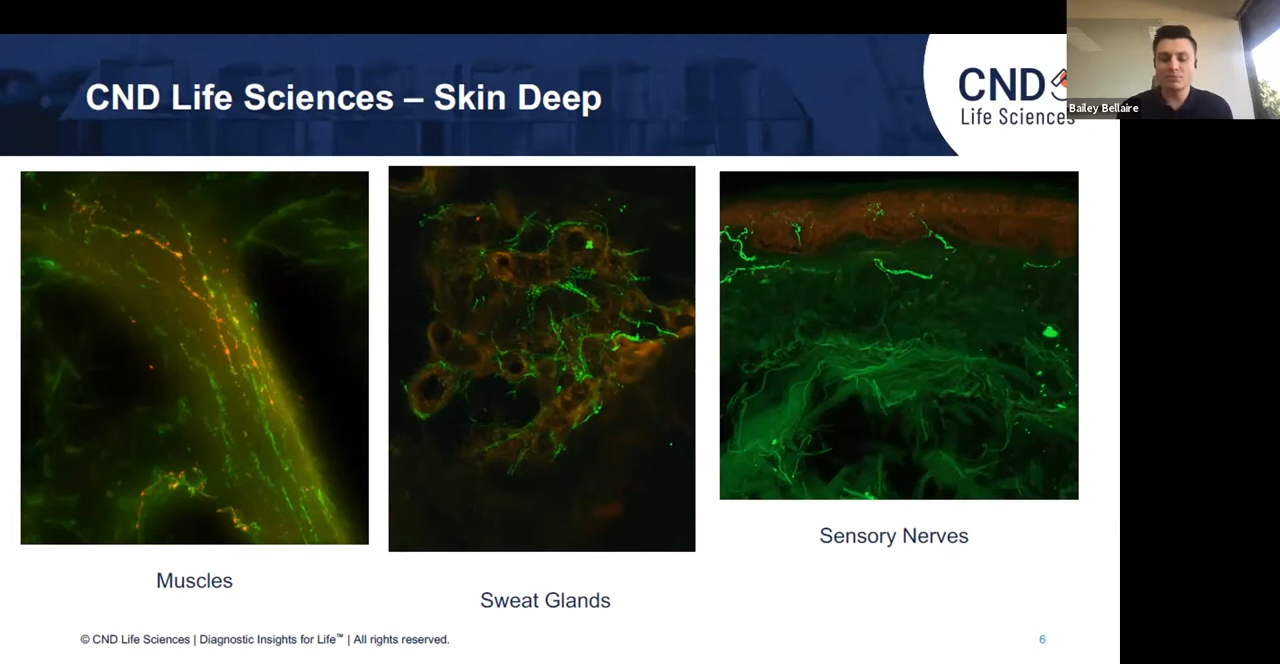 CND Life Sciences – Skin Deep
CND
Life Sciences
Bailey Bellaire
Muscles
Sweat Glands
Sensory Nerves
© CND Life Sciences | Diagnostic Insights for Life™ | All rights reserved.
6